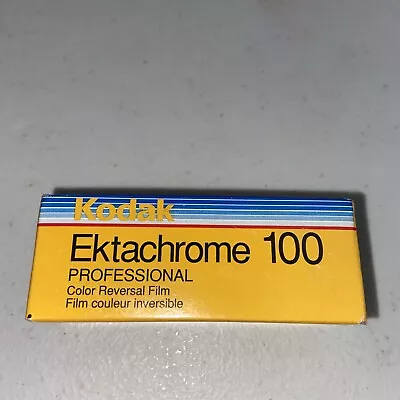 Kodak
Ektachrome 100
PROFESSIONAL
Color Reversal Film
Film couleur inversible